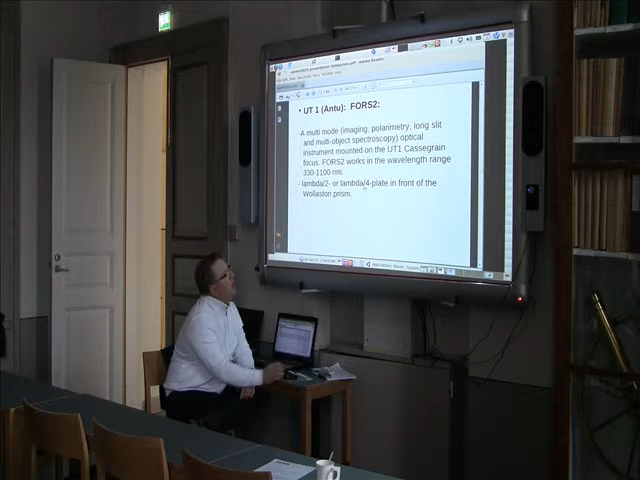 • UT 1 (Antu): FORS2:
-A multi mode (imaging, polarimetry, long slit
and multi-object spectroscopy) optical
instrument mounted on the UT1 Cassegrain
focus. FORS2 works in the wavelength range
330-1100 nm.
- lambda/2- or lambda/4-plate in front of the
Wollaston prism.